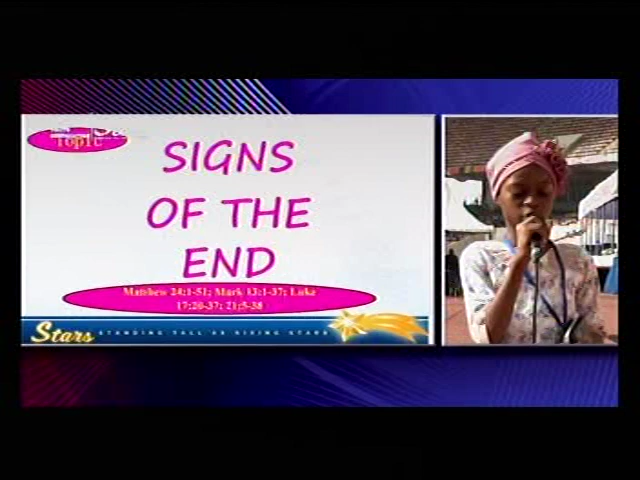 Topic
SIGNS
OF THE
END
Matthew 24:1-51; Mark 13:1-37; Luke
17:20-37; 21:5-38
Stars STANDING TALL AS RISING STARS